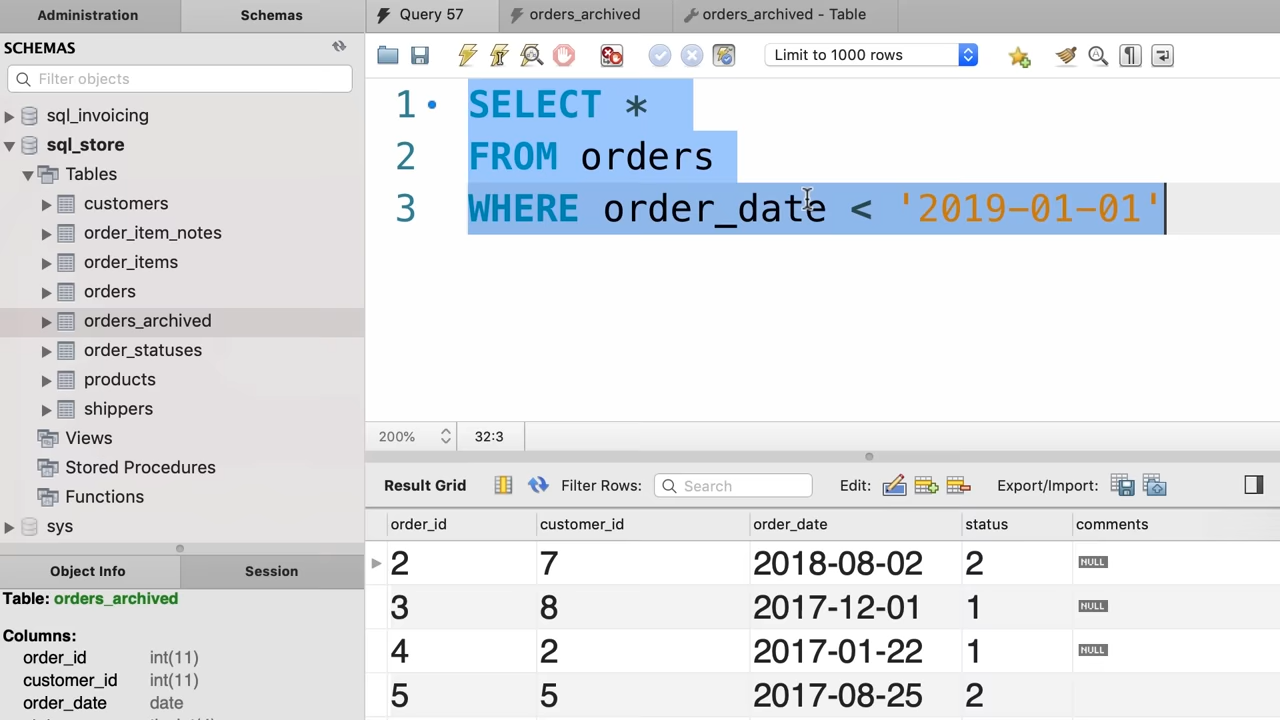 Administration
Schemas
Query 57
orders_archived
orders_archived - Table
SCHEMAS
Filter objects
Limit to 1000 rows
sql_invoicing
sql_store
Tables
customers
order_item_notes
order_items
orders
orders_archived
order_statuses
products
shippers
Views
Stored Procedures
Functions
sys
1 SELECT *
2 FROM orders
3 WHERE order_date < '2019-01-01'
200%
32:3
Result Grid
Filter Rows:
Search
Edit:
Export/Import:
order_id customer_id order_date status comments
2 7 2018-08-02 2 NULL
3 8 2017-12-01 1 NULL
4 2 2017-01-22 1 NULL
5 5 2017-08-25 2
Object Info
Session
Table: orders_archived
Columns:
order_id int(11)
customer_id int(11)
order_date date